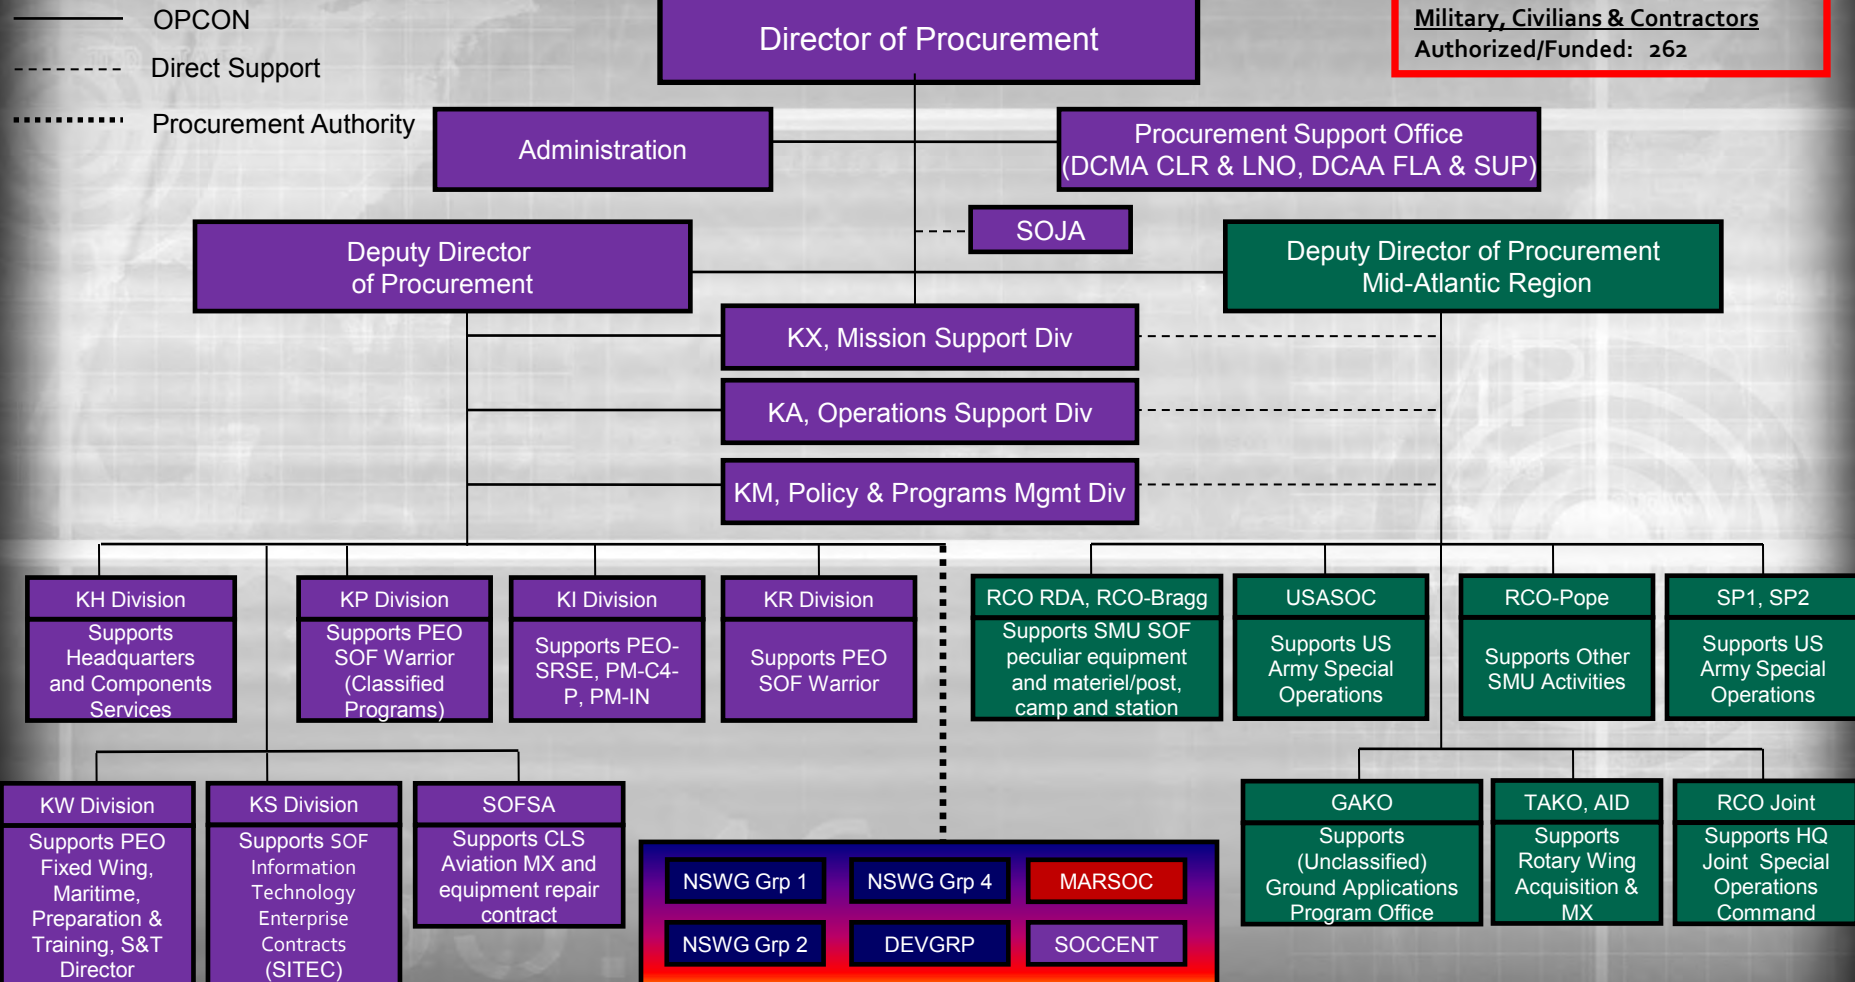 OPCON
Direct Support
Procurement Authority
Director of Procurement
Military, Civilians & Contractors
Authorized/Funded: 262
Administration
Procurement Support Office
(DCMA CLR & LNO, DCAA FLA & SUP)
SOJA
Deputy Director
of Procurement
Deputy Director of Procurement
Mid-Atlantic Region
KX, Mission Support Div
KA, Operations Support Div
KM, Policy & Programs Mgmt Div
KH Division
Supports
Headquarters
and Components
Services
KP Division
Supports PEO
SOF Warrior
(Classified
Programs)
KI Division
Supports PEO-
SRSE, PM-C4-
P, PM-IN
KR Division
Supports PEO
SOF Warrior
RCO RDA, RCO-Bragg
Supports SMU SOF
peculiar equipment
and materiel/post,
camp and station
USASOC
Supports US
Army Special
Operations
RCO-Pope
Supports Other
SMU Activities
SP1, SP2
Supports US
Army Special
Operations
KW Division
Supports PEO
Fixed Wing,
Maritime,
Preparation &
Training, S&T
Director
KS Division
Supports SOF
Information
Technology
Enterprise
Contracts
(SITEC)
SOFSA
Supports CLS
Aviation MX and
equipment repair
contract
NSWG Grp 1
NSWG Grp 4
MARSOC
NSWG Grp 2
DEVGRP
SOCCENT
GAKO
Supports
(Unclassified)
Ground Applications
Program Office
TAKO, AID
Supports
Rotary Wing
Acquisition &
MX
RCO Joint
Supports HQ
Joint Special
Operations
Command